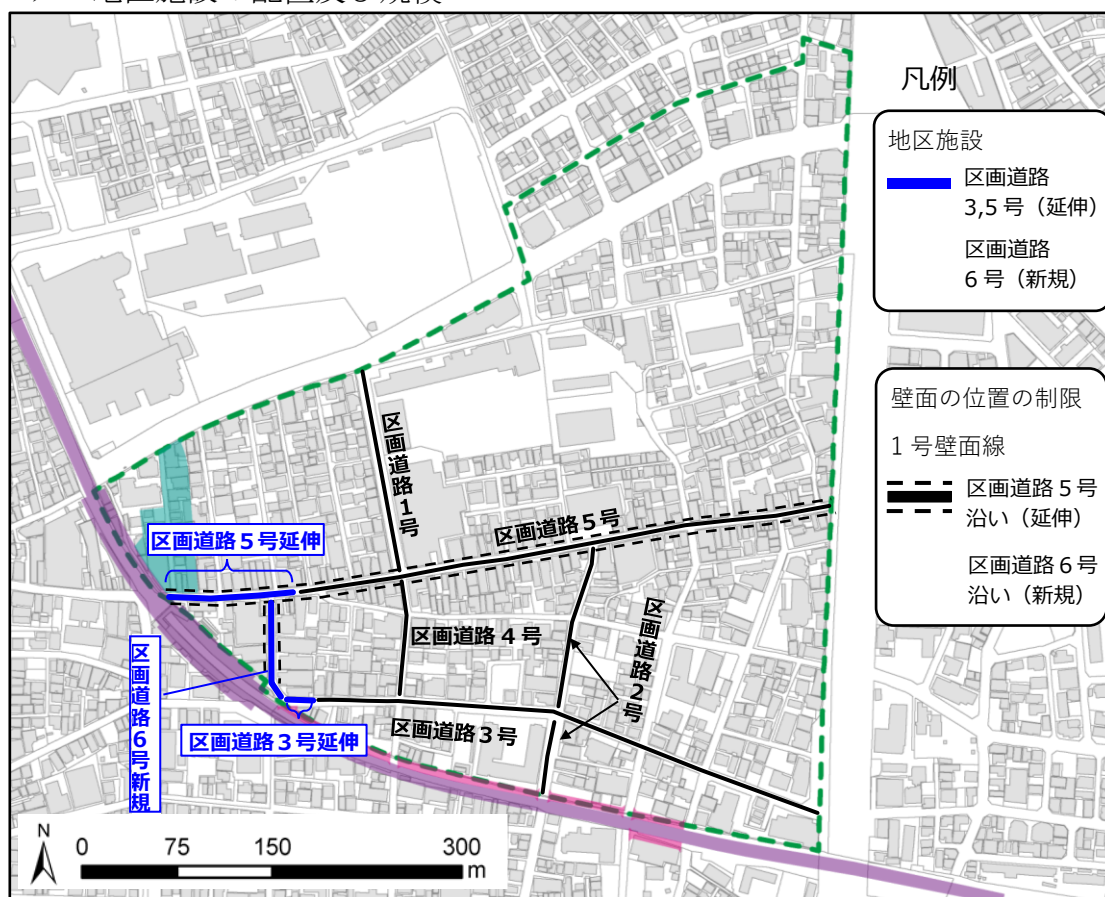 凡例
地区施設
区画道路
3,5号（延伸）
区画道路
6号（新規）
壁面の位置の制限
1号壁面線
区画道路5号
沿い（延伸）
区画道路6号
沿い（新規）
区画道路1号
区画道路5号
区画道路5号延伸
区画道路4号
区画道路2号
区画道路6号新規
区画道路3号延伸
区画道路3号
N
0 75 150 300
m